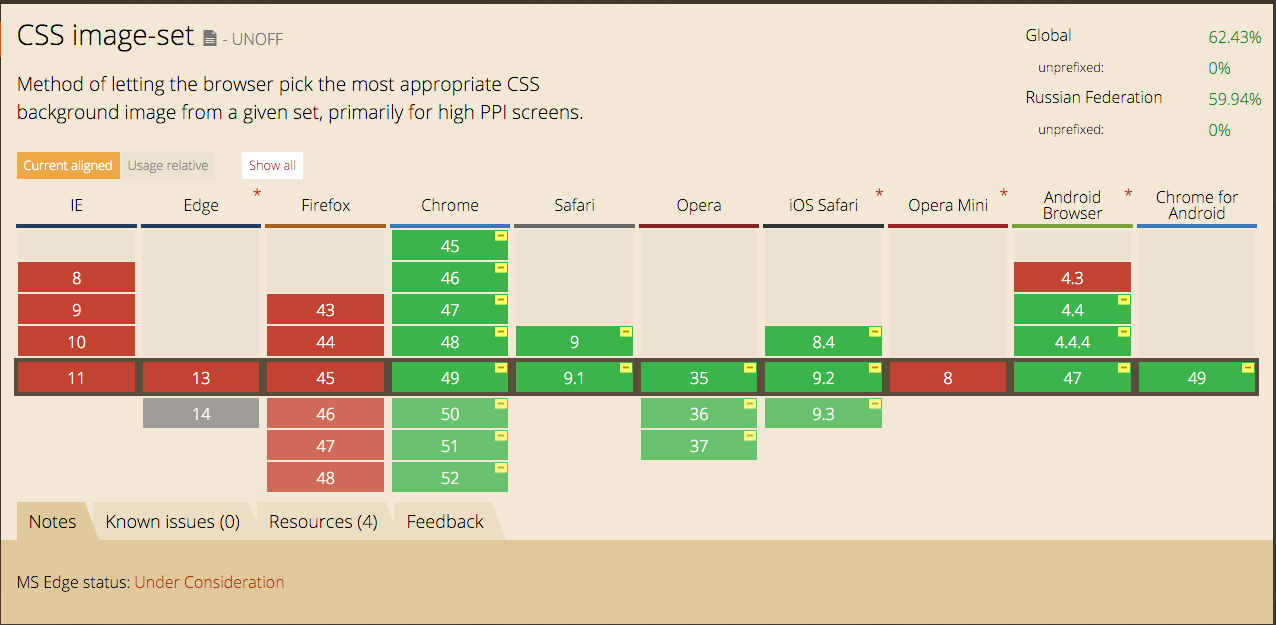 CSS image-set - UNOFF
Method of letting the browser pick the most appropriate CSS
background image from a given set, primarily for high PPI screens.
Global 62.43%
unprefixed: 0%
Russian Federation 59.94%
unprefixed: 0%
Current aligned Usage relative Show all
IE Edge * Firefox Chrome Safari Opera iOS Safari * Opera Mini * Android Browser * Chrome for Android
45
8 46 4.3
9 43 47 4.4
10 44 48 9 8.4 4.4.4
11 13 45 49 9.1 35 9.2 8 47 49
14 46 50 36 9.3
47 51 37
48 52
Notes Known issues (0) Resources (4) Feedback
MS Edge status: Under Consideration